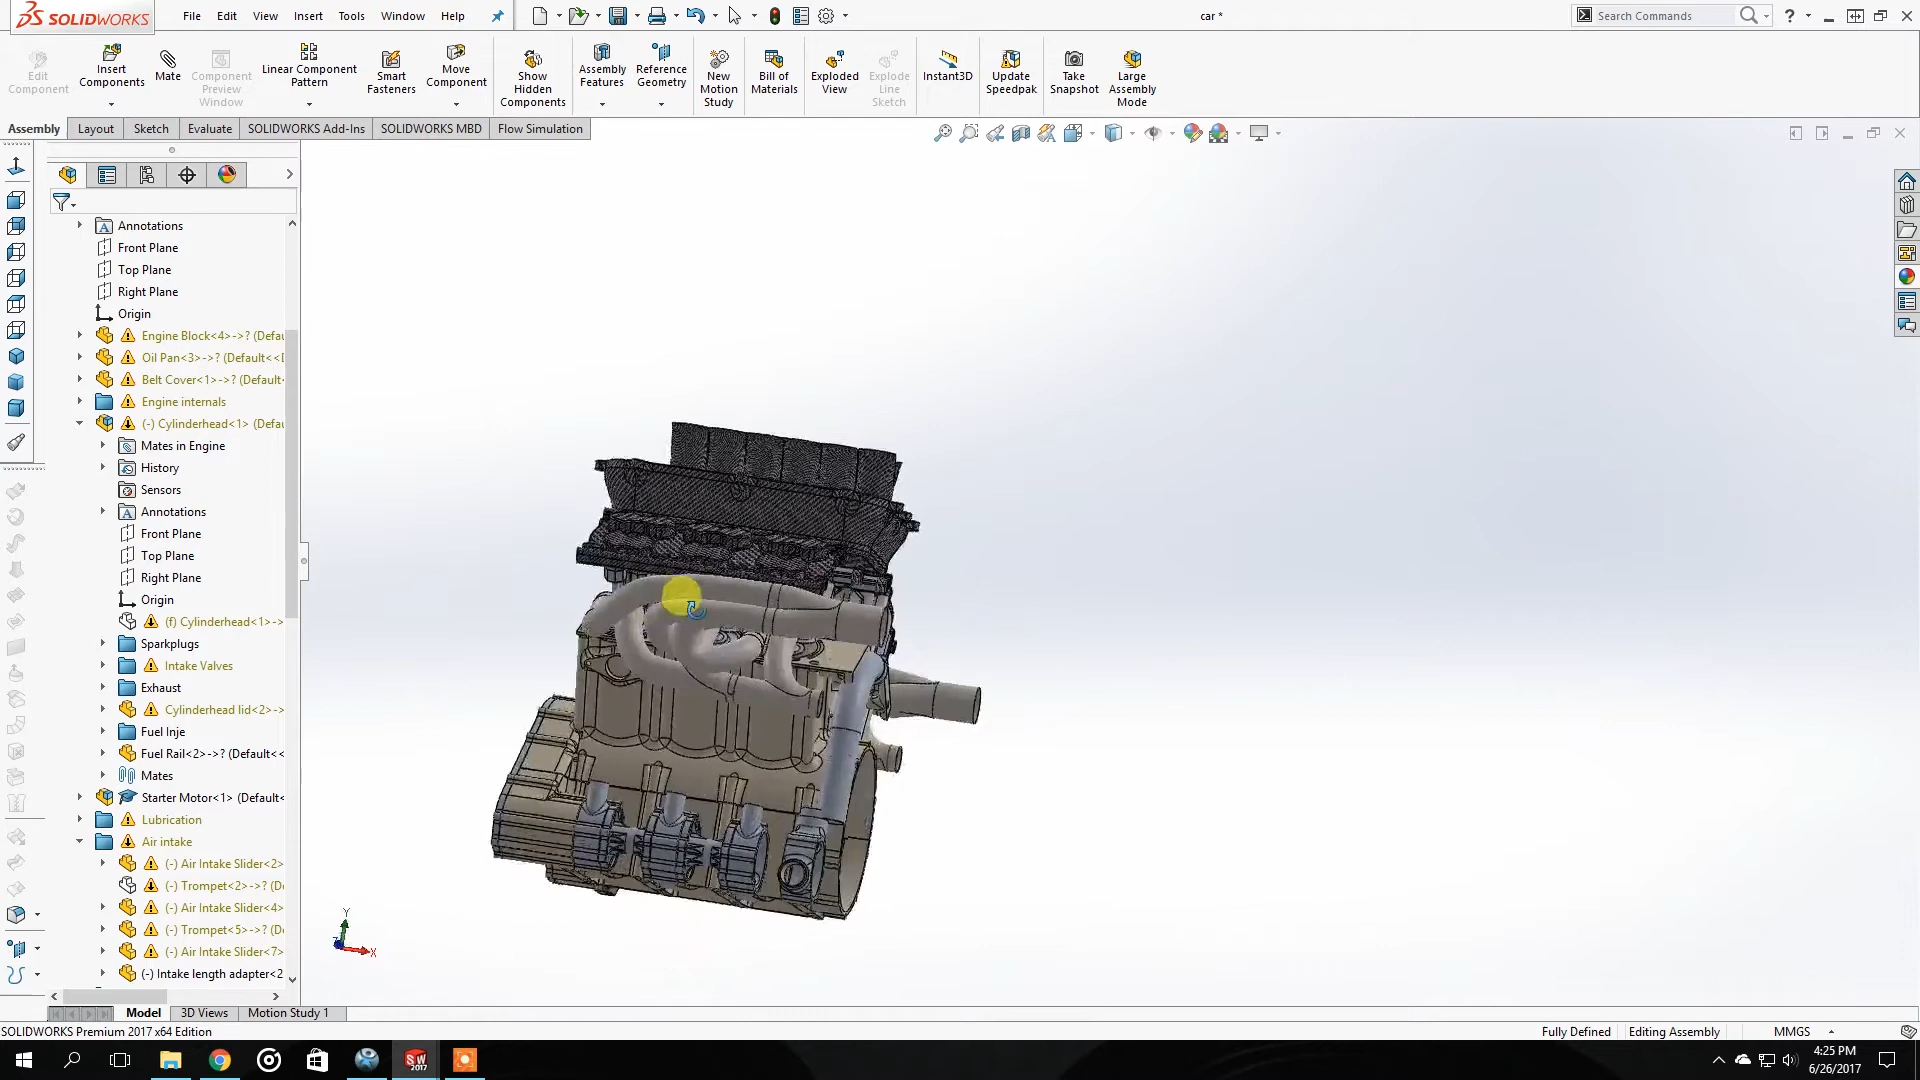 SOLIDWORKS
File Edit View Insert Tools Window Help
car *
Search Commands
Edit Component
Insert Components
Mate
Component Preview Window
Linear Component Pattern
Smart Fasteners
Move Component
Show Hidden Components
Assembly Features
Reference Geometry
New Motion Study
Bill of Materials
Exploded View
Explode Line Sketch
Instant3D
Update Speedpak
Take Snapshot
Large Assembly Mode
Assembly Layout Sketch Evaluate SOLIDWORKS Add-Ins SOLIDWORKS MBD Flow Simulation
Annotations
Front Plane
Top Plane
Right Plane
Origin
Engine Block<4>->? (Defau
Oil Pan<3>->? (Default<<D
Belt Cover<1>->? (Default
Engine internals
(-) Cylinderhead<1> (Defau
Mates in Engine
History
Sensors
Annotations
Front Plane
Top Plane
Right Plane
Origin
(f) Cylinderhead<1>->
Sparkplugs
Intake Valves
Exhaust
Cylinderhead lid<2>->
Fuel Inje
Fuel Rail<2>->? (Default<<
Mates
Starter Motor<1> (Default<
Lubrication
Air intake
(-) Air Intake Slider<2>
(-) Trompet<2>->? (D
(-) Air Intake Slider<4>
(-) Trompet<5>->? (D
(-) Air Intake Slider<7>
(-) Intake length adapter<2
Y
X
Model 3D Views Motion Study 1
SOLIDWORKS Premium 2017 x64 Edition
Fully Defined Editing Assembly MMGS
SW
2017
4:25 PM
6/26/2017